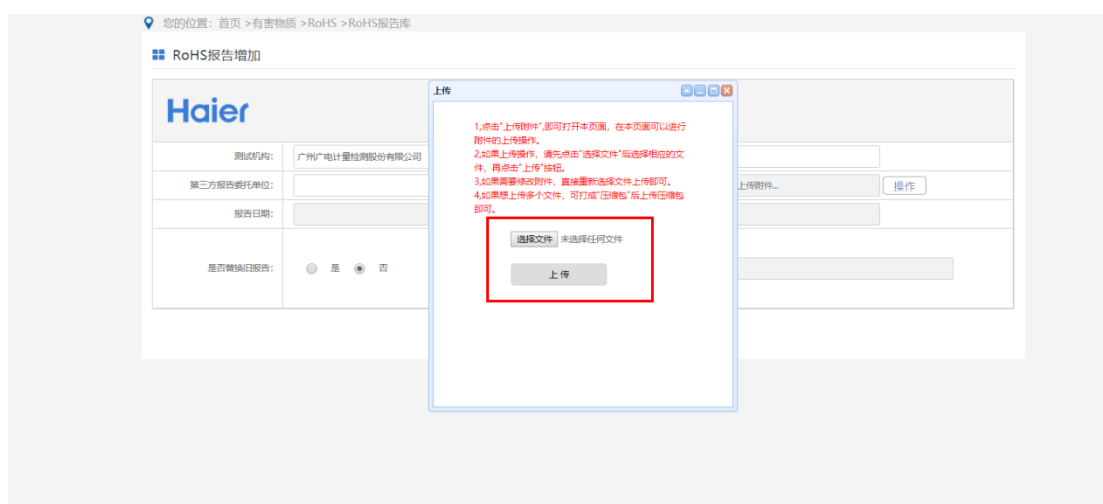 您的位置：首页 >有害物质 >RoHS >RoHS报告库
RoHS报告增加
Haier
上传
1,点击"上传附件",即可打开本页面，在本页面可以进行
附件的上传操作。
2,如果上传操作，请先点击"选择文件"后选择相应的文
件，再点击"上传"按钮。
3,如果需要修改附件，直接重新选择文件上传即可。
4,如果想上传多个文件，可打成"压缩包"后上传压缩包
即可。
选择文件 未选择任何文件
上传
测试机构：
广州广电计量检测股份有限公司
第三方报告委托单位：
上传附件...
操作
报告日期：
是否替换旧报告：
是
否